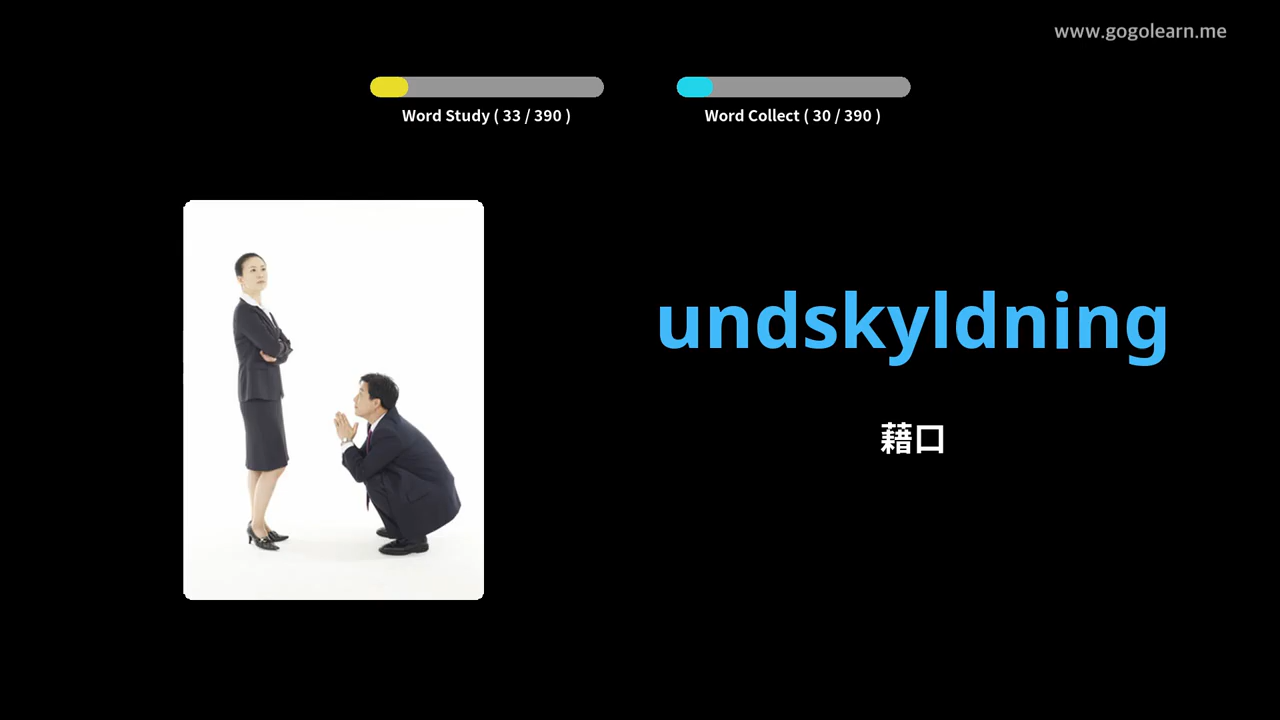 www.gogolearn.me
Word Study ( 33 / 390 )
Word Collect ( 30 / 390 )
undskyldning
藉口